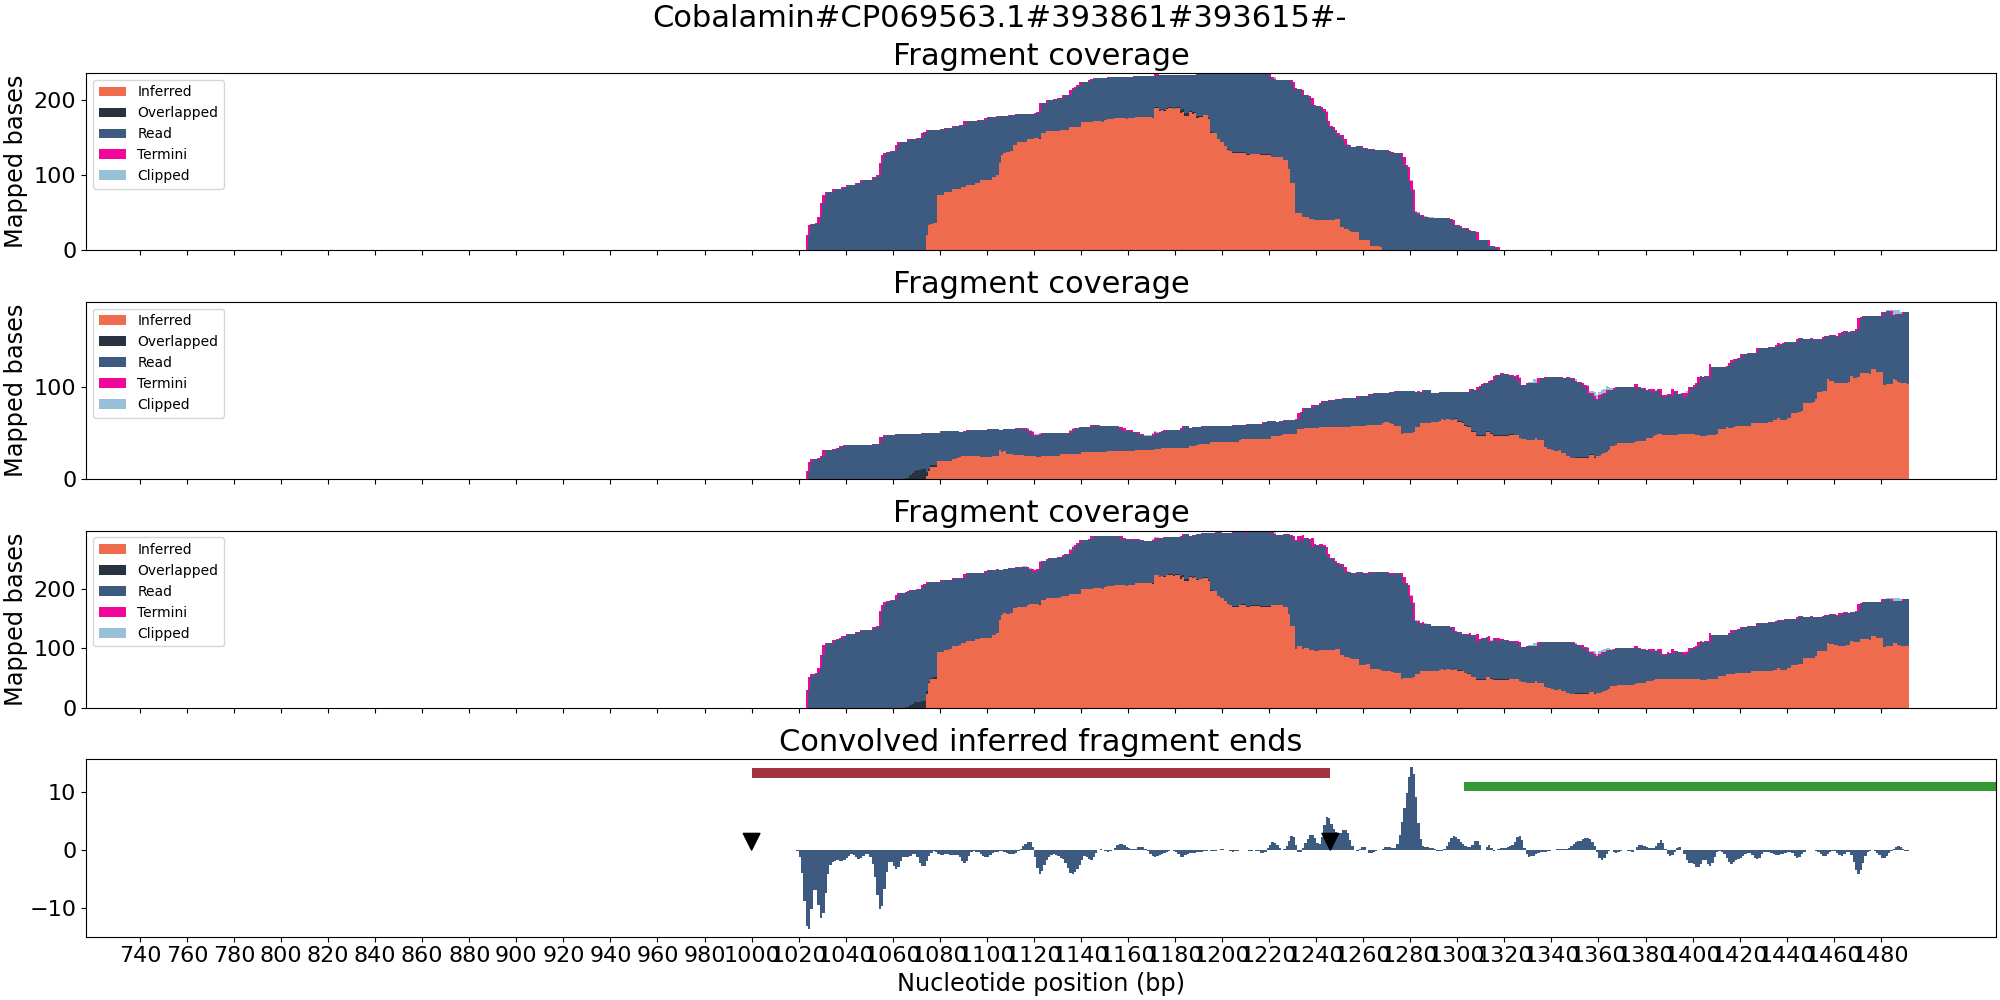 Cobalamin#CP069563.1#393861#393615#-
Fragment coverage
Mapped bases
200
100
0
Inferred
Overlapped
Read
Termini
Clipped
Fragment coverage
Mapped bases
100
0
Inferred
Overlapped
Read
Termini
Clipped
Fragment coverage
Mapped bases
200
100
0
Inferred
Overlapped
Read
Termini
Clipped
Convolved inferred fragment ends
10
0
−10
740 760 780 800 820 840 860 880 900 920 940 960 980 1000 1020 1040 1060 1080 1100 1120 1140 1160 1180 1200 1220 1240 1260 1280 1300 1320 1340 1360 1380 1400 1420 1440 1460 1480
Nucleotide position (bp)